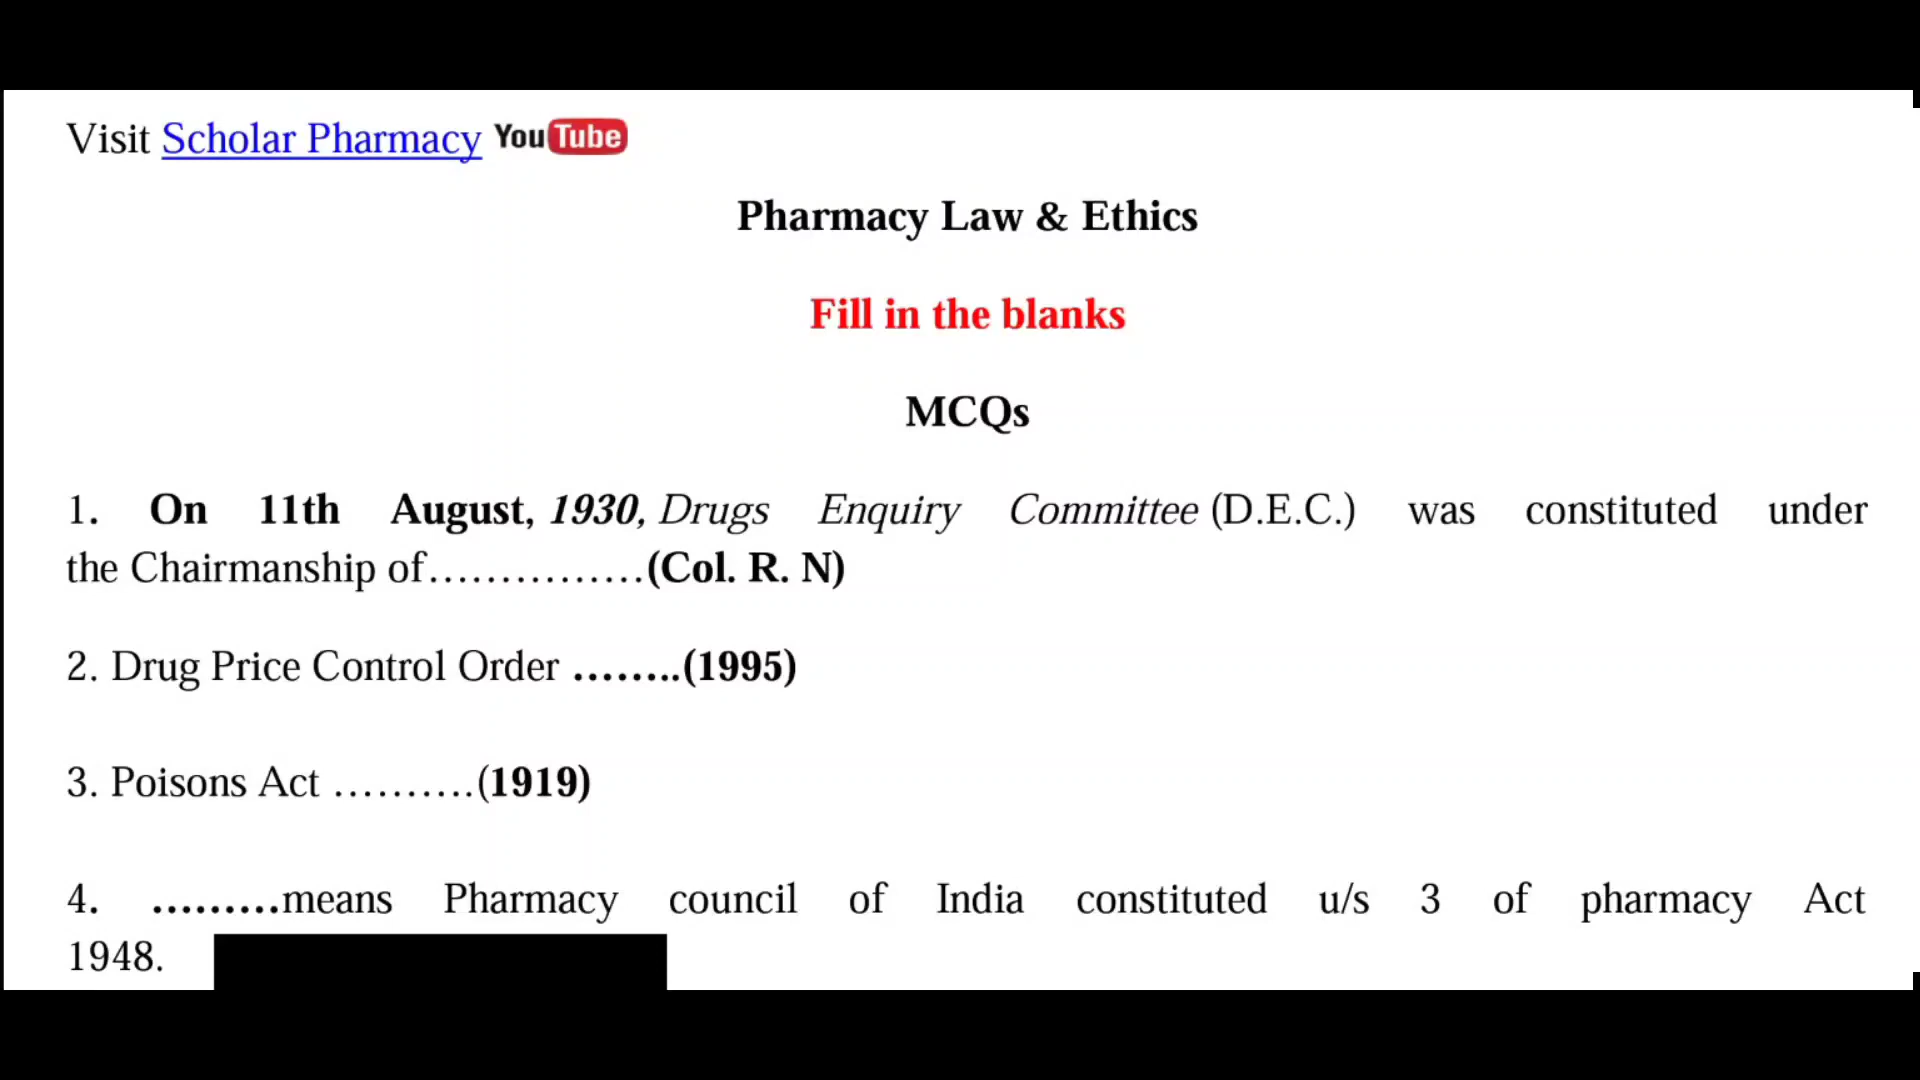 Visit Scholar Pharmacy YouTube
Pharmacy Law & Ethics
Fill in the blanks
MCQs
1. On 11th August, 1930, Drugs Enquiry Committee (D.E.C.) was constituted under
the Chairmanship of……………(Col. R. N)
2. Drug Price Control Order ……..(1995)
3. Poisons Act ……….(1919)
4. ………means Pharmacy council of India constituted u/s 3 of pharmacy Act
1948.